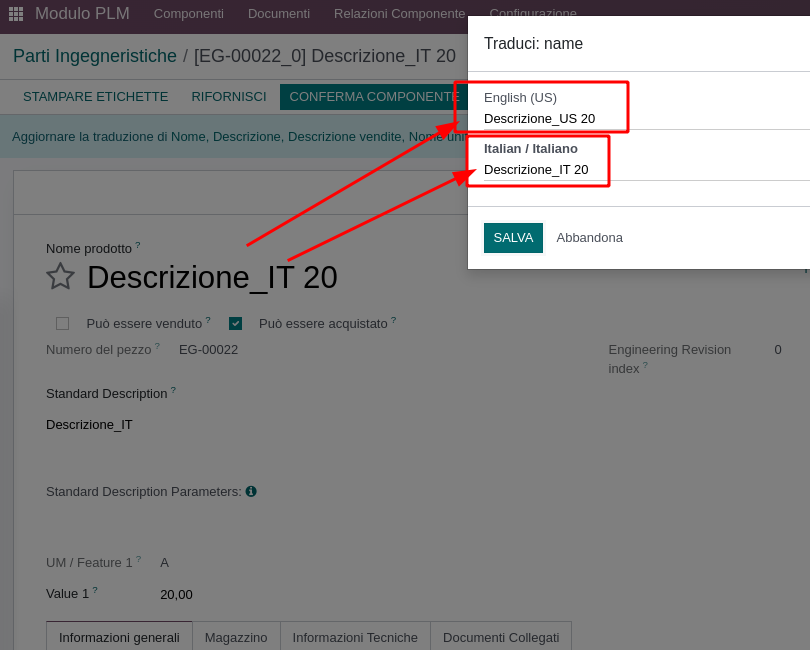 Modulo PLM Componenti Documenti Relazioni Componente Configurazione
Parti Ingegneristiche / [EG-00022_0] Descrizione_IT 20
Traduci: name
STAMPARE ETICHETTE RIFORNISCI CONFERMA COMPONENTE
English (US)
Descrizione_US 20
Aggiornare la traduzione di Nome, Descrizione, Descrizione vendite, Nome
Italian / Italiano
Descrizione_IT 20
SALVA Abbandona
Nome prodotto ?
Descrizione_IT 20
Può essere venduto ? Può essere acquistato ?
Numero del pezzo ? EG-00022
Engineering Revision 0
index ?
Standard Description ?
Descrizione_IT
Standard Description Parameters:
UM / Feature 1 ? A
Value 1 ? 20,00
Informazioni generali Magazzino Informazioni Tecniche Documenti Collegati